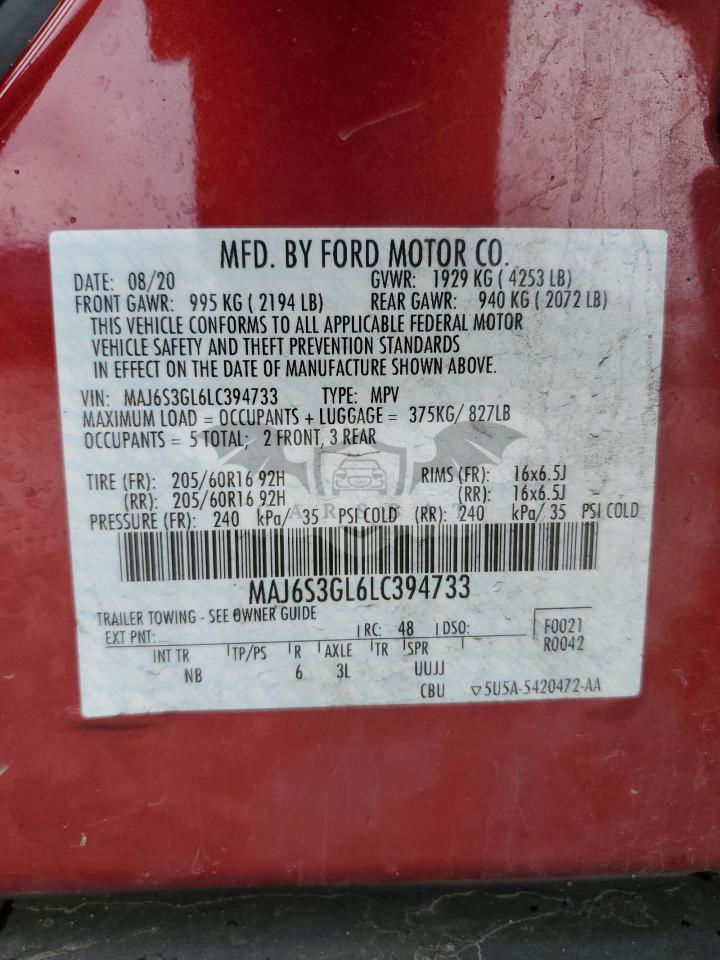 MFD. BY FORD MOTOR CO.
DATE: 08/20 GVWR: 1929 KG ( 4253 LB)
FRONT GAWR: 995 KG ( 2194 LB) REAR GAWR: 940 KG ( 2072 LB)
THIS VEHICLE CONFORMS TO ALL APPLICABLE FEDERAL MOTOR
VEHICLE SAFETY AND THEFT PREVENTION STANDARDS
IN EFFECT ON THE DATE OF MANUFACTURE SHOWN ABOVE.
VIN: MAJ6S3GL6LC394733 TYPE: MPV
MAXIMUM LOAD = OCCUPANTS + LUGGAGE = 375KG/ 827LB
OCCUPANTS = 5 TOTAL; 2 FRONT, 3 REAR
TIRE (FR): 205/60R16 92H RIMS (FR): 16x6.5J
(RR): 205/60R16 92H (RR): 16x6.5J
PRESSURE (FR): 240 kPa/ 35 PSI COLD (RR): 240 kPa/ 35 PSI COLD
MAJ6S3GL6LC394733
TRAILER TOWING - SEE OWNER GUIDE
EXT PNT: RC: 48 DSO: F0021
R0042
INT TR TP/PS R AXLE TR SPR
NB 6 3L UUJJ
CBU 5U5A-5420472-AA